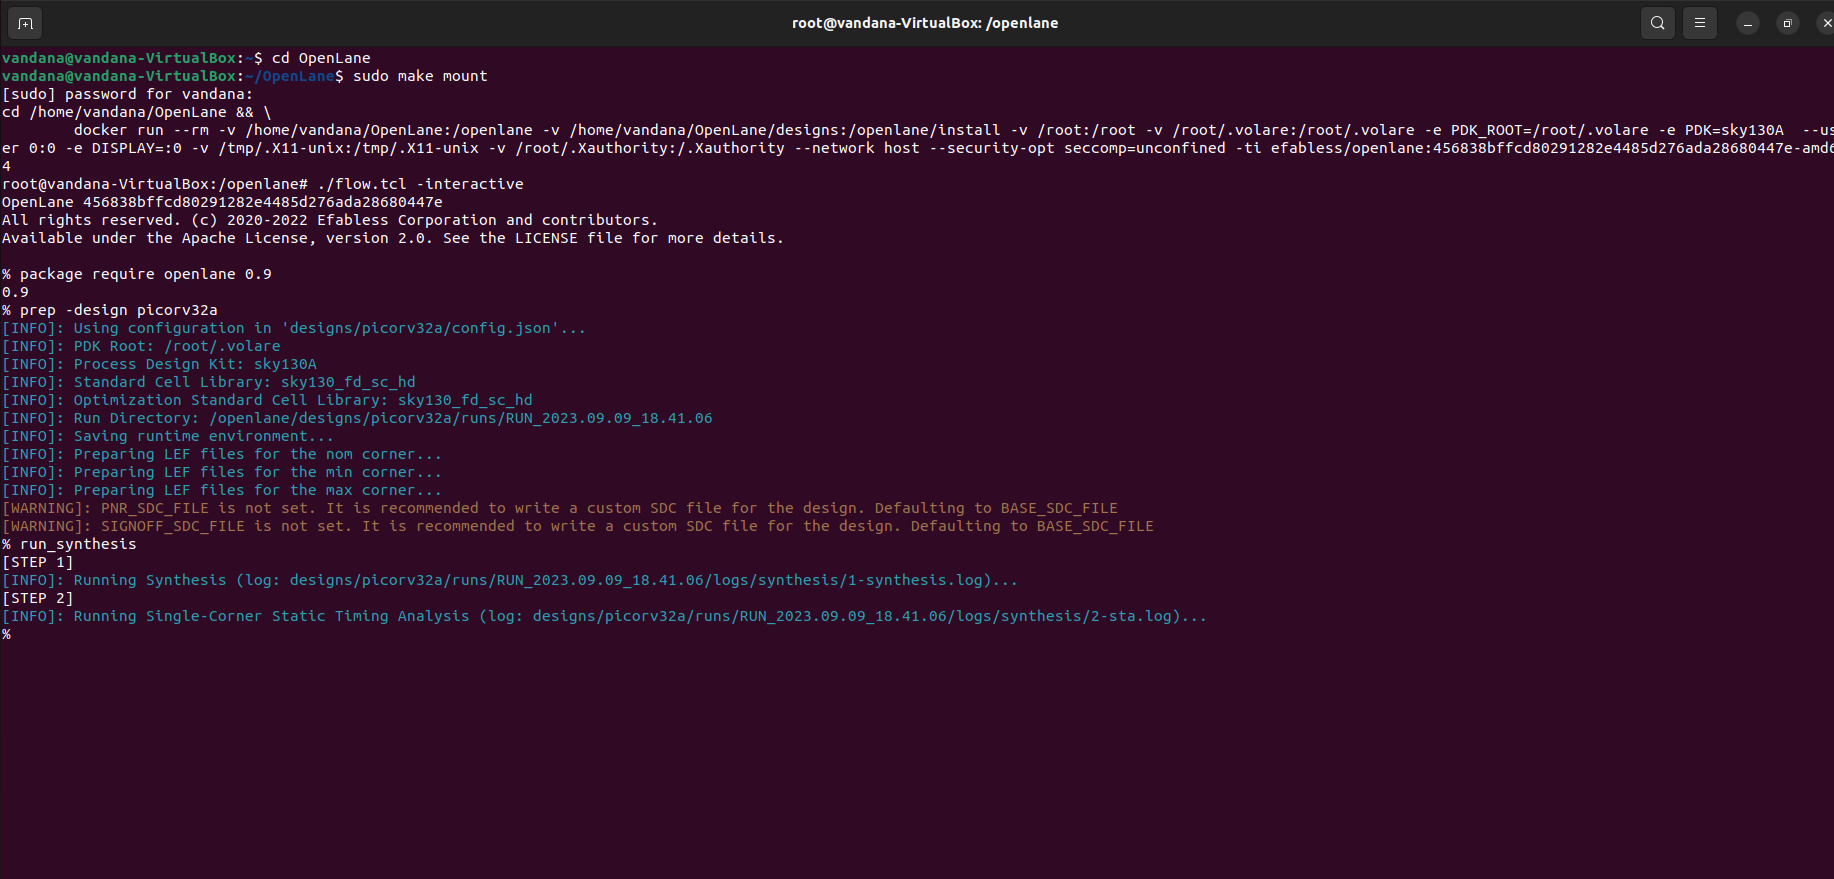 root@vandana-VirtualBox: /openlane
vandana@vandana-VirtualBox:~$ cd OpenLane
vandana@vandana-VirtualBox:~/OpenLane$ sudo make mount
[sudo] password for vandana:
cd /home/vandana/OpenLane && \
        docker run --rm -v /home/vandana/OpenLane:/openlane -v /home/vandana/OpenLane/designs:/openlane/install -v /root:/root -v /root/.volare:/root/.volare -e PDK_ROOT=/root/.volare -e PDK=sky130A  --us
er 0:0 -e DISPLAY=:0 -v /tmp/.X11-unix:/tmp/.X11-unix -v /root/.Xauthority:/.Xauthority --network host --security-opt seccomp=unconfined -ti efabless/openlane:456838bffcd80291282e4485d276ada28680447e-amd6
4
root@vandana-VirtualBox:/openlane# ./flow.tcl -interactive
OpenLane 456838bffcd80291282e4485d276ada28680447e
All rights reserved. (c) 2020-2022 Efabless Corporation and contributors.
Available under the Apache License, version 2.0. See the LICENSE file for more details.
% package require openlane 0.9
0.9
% prep -design picorv32a
[INFO]: Using configuration in 'designs/picorv32a/config.json'...
[INFO]: PDK Root: /root/.volare
[INFO]: Process Design Kit: sky130A
[INFO]: Standard Cell Library: sky130_fd_sc_hd
[INFO]: Optimization Standard Cell Library: sky130_fd_sc_hd
[INFO]: Run Directory: /openlane/designs/picorv32a/runs/RUN_2023.09.09_18.41.06
[INFO]: Saving runtime environment...
[INFO]: Preparing LEF files for the nom corner...
[INFO]: Preparing LEF files for the min corner...
[INFO]: Preparing LEF files for the max corner...
[WARNING]: PNR_SDC_FILE is not set. It is recommended to write a custom SDC file for the design. Defaulting to BASE_SDC_FILE
[WARNING]: SIGNOFF_SDC_FILE is not set. It is recommended to write a custom SDC file for the design. Defaulting to BASE_SDC_FILE
% run_synthesis
[STEP 1]
[INFO]: Running Synthesis (log: designs/picorv32a/runs/RUN_2023.09.09_18.41.06/logs/synthesis/1-synthesis.log)...
[STEP 2]
[INFO]: Running Single-Corner Static Timing Analysis (log: designs/picorv32a/runs/RUN_2023.09.09_18.41.06/logs/synthesis/2-sta.log)...
%